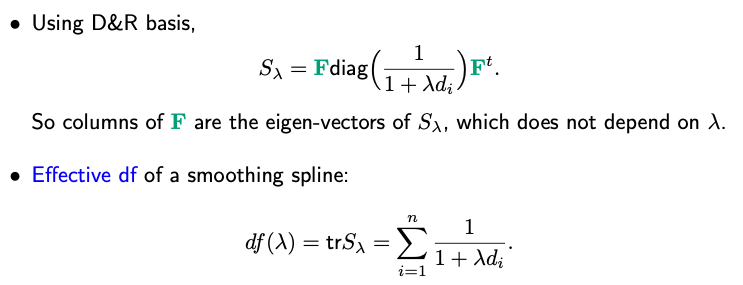 • Using D&R basis,
S_λ = F diag(1/(1 + λd_i)) F^t.
So columns of F are the eigen-vectors of S_λ, which does not depend on λ.
• Effective df of a smoothing spline:
df(λ) = trS_λ = ∑_{i=1}^{n} 1/(1 + λd_i).